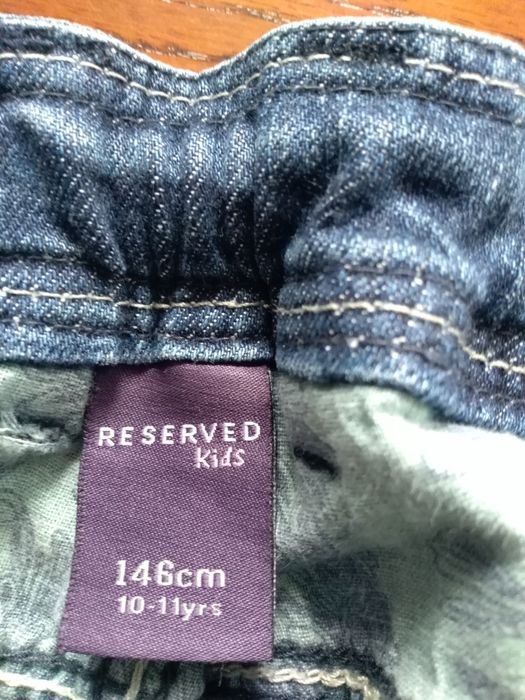 RESERVED
Kids
146cm
10-11yrs